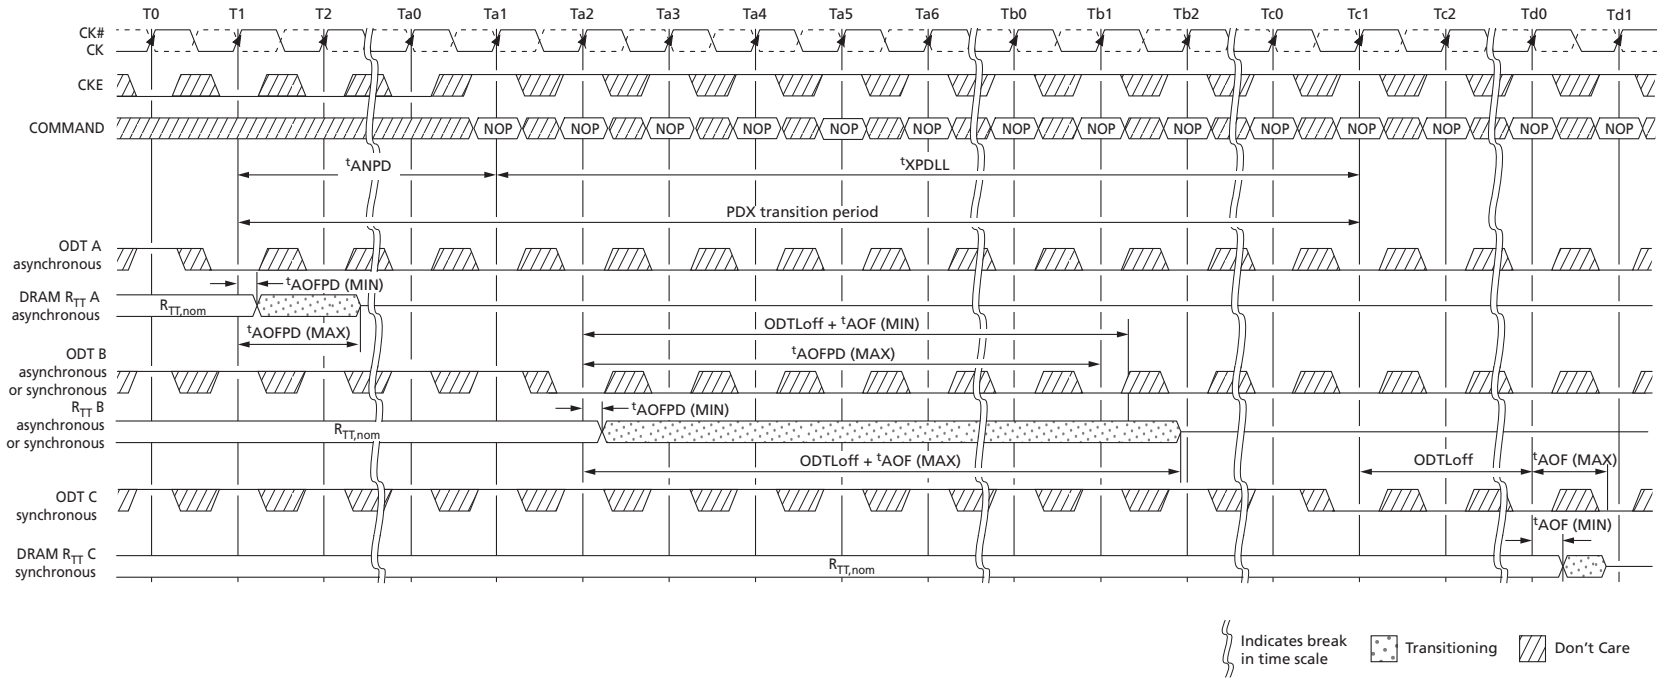 T0 T1 T2 Ta0 Ta1 Ta2 Ta3 Ta4 Ta5 Ta6 Tb0 Tb1 Tb2 Tc0 Tc1 Tc2 Td0 Td1
CK#
CK
CKE
COMMAND
NOP NOP NOP NOP NOP NOP NOP NOP NOP NOP NOP NOP NOP NOP
tANPD
tXPDLL
PDX transition period
ODT A
asynchronous
tAOFPD (MIN)
DRAM RTT A
asynchronous
RTT,nom
tAOFPD (MAX)
ODTLoff + tAOF (MIN)
tAOFPD (MAX)
ODT B
asynchronous
or synchronous
tAOFPD (MIN)
RTT B
asynchronous
or synchronous
RTT,nom
ODTLoff + tAOF (MAX)
ODTLoff
tAOF (MAX)
ODT C
synchronous
tAOF (MIN)
DRAM RTT C
synchronous
RTT,nom
Indicates break
in time scale
Transitioning
Don't Care